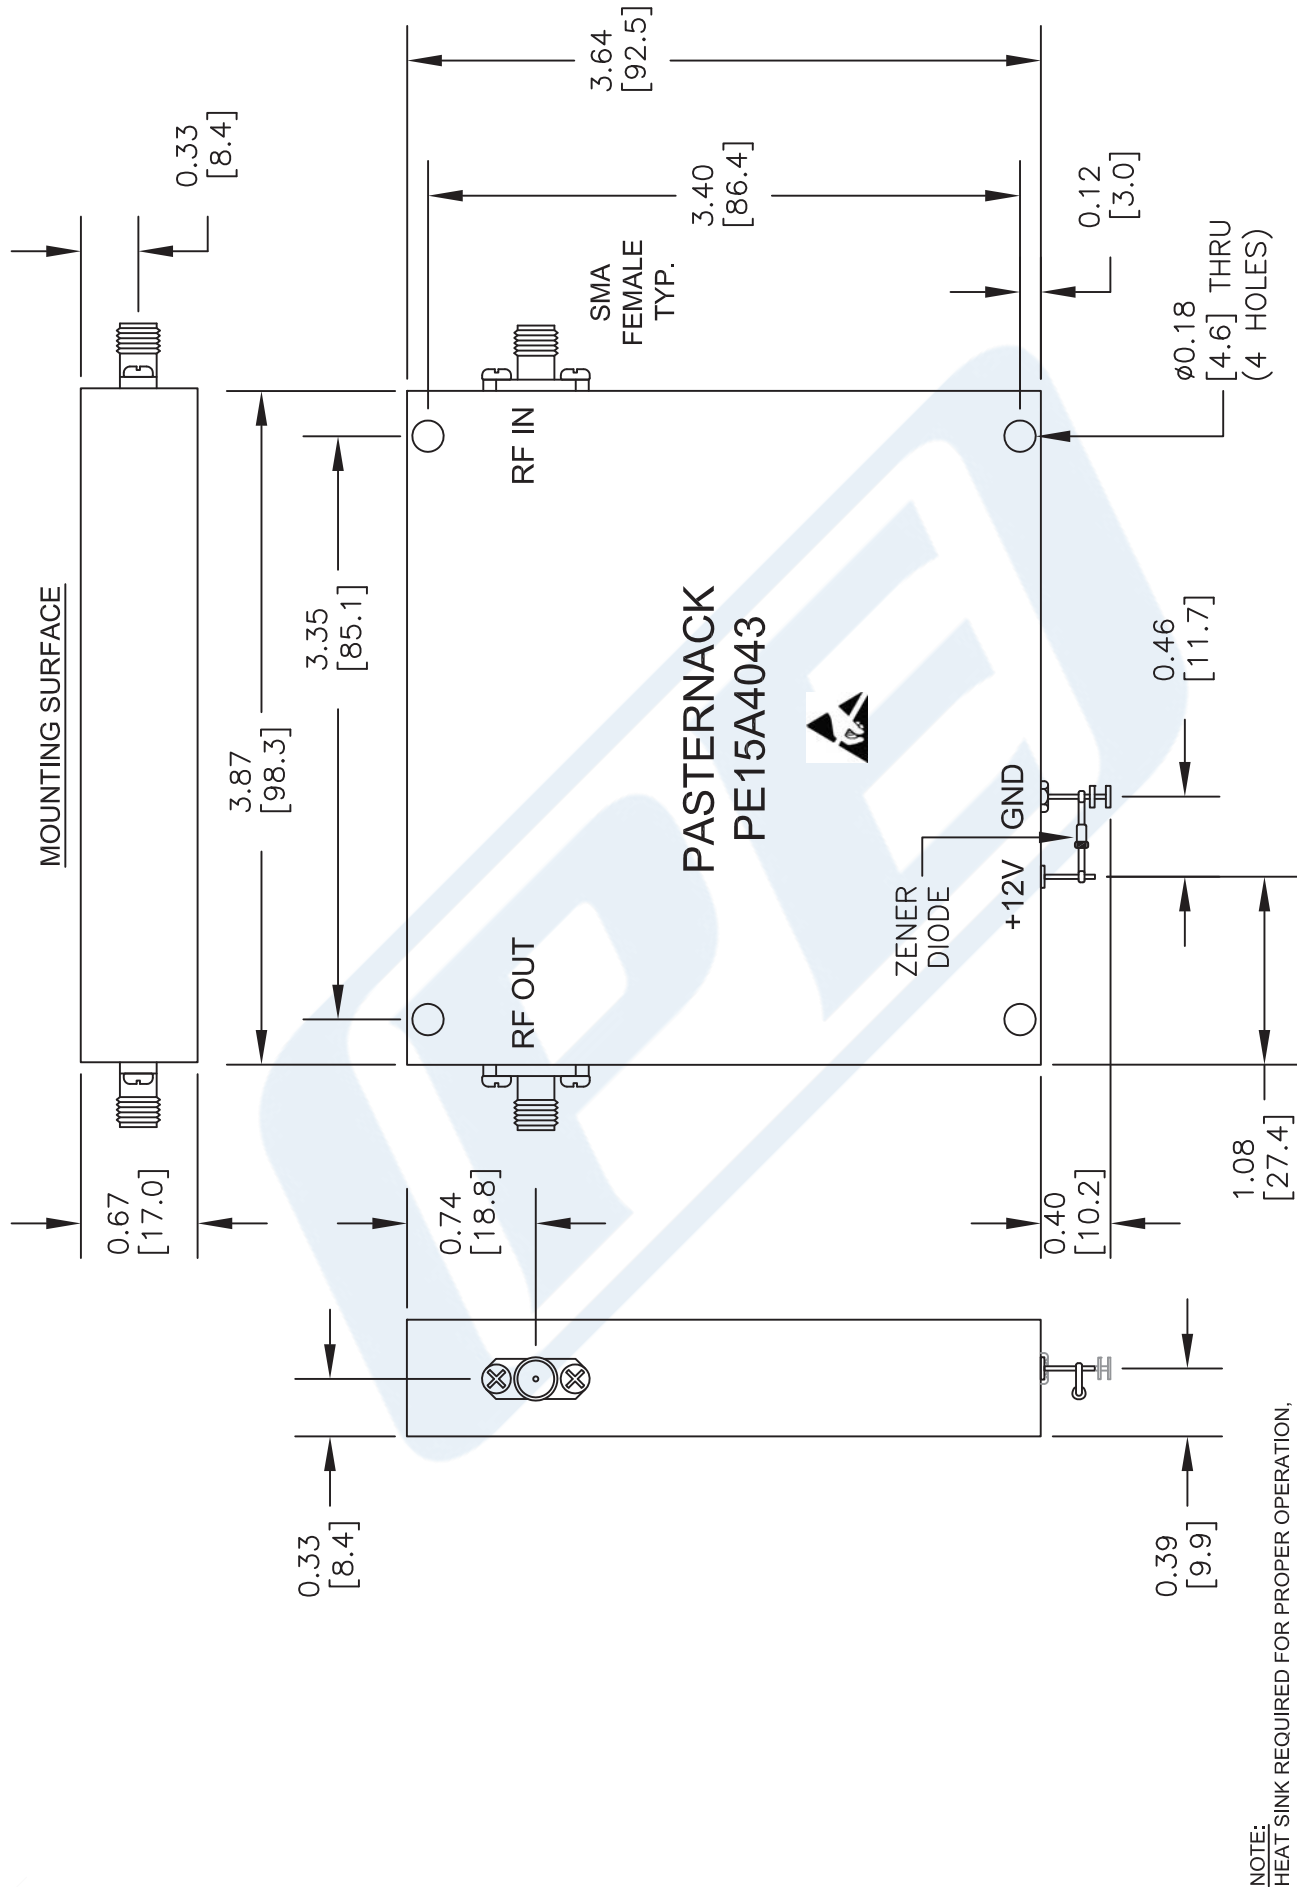 MOUNTING SURFACE
0.33
[8.4]
0.67
[17.0]
3.87
[98.3]
3.35
[85.1]
3.64
[92.5]
3.40
[86.4]
SMA
FEMALE
TYP.
RF IN
RF OUT
PASTERNACK
PE15A4043
ZENER
DIODE
+12V
GND
0.12
[3.0]
⌀0.18
[4.6] THRU
(4 HOLES)
0.46
[11.7]
1.08
[27.4]
0.40
[10.2]
0.74
[18.8]
0.33
[8.4]
0.39
[9.9]
NOTE:
HEAT SINK REQUIRED FOR PROPER OPERATION,
PE